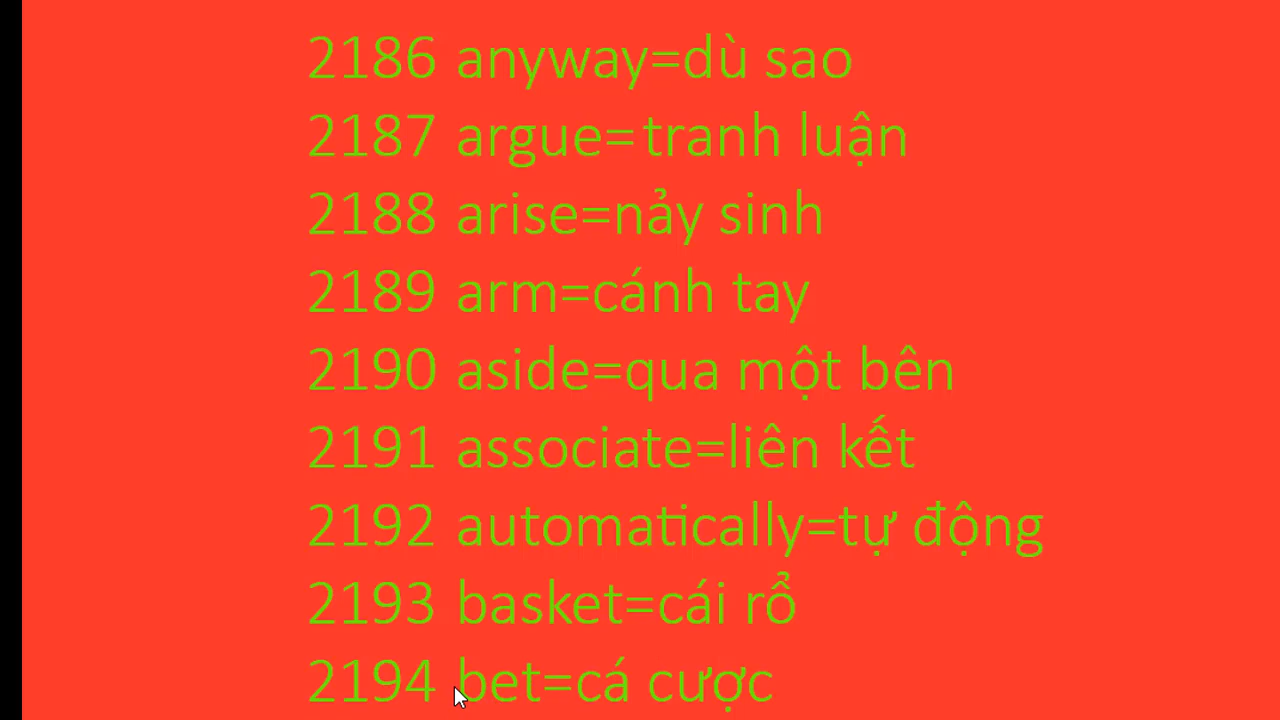 2186 anyway=dù sao
2187 argue=tranh luận
2188 arise=nảy sinh
2189 arm=cánh tay
2190 aside=qua một bên
2191 associate=liên kết
2192 automatically=tự động
2193 basket=cái rổ
2194 bet=cá cược